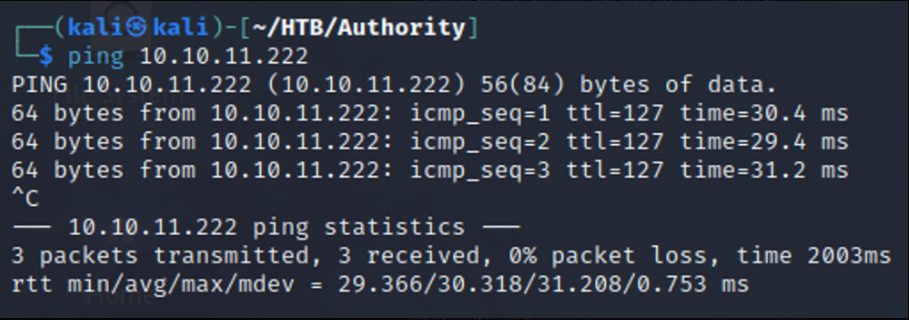 ┌──(kali㉿kali)-[~/HTB/Authority]
└─$ ping 10.10.11.222
PING 10.10.11.222 (10.10.11.222) 56(84) bytes of data.
64 bytes from 10.10.11.222: icmp_seq=1 ttl=127 time=30.4 ms
64 bytes from 10.10.11.222: icmp_seq=2 ttl=127 time=29.4 ms
64 bytes from 10.10.11.222: icmp_seq=3 ttl=127 time=31.2 ms
^C
--- 10.10.11.222 ping statistics ---
3 packets transmitted, 3 received, 0% packet loss, time 2003ms
rtt min/avg/max/mdev = 29.366/30.318/31.208/0.753 ms
Home